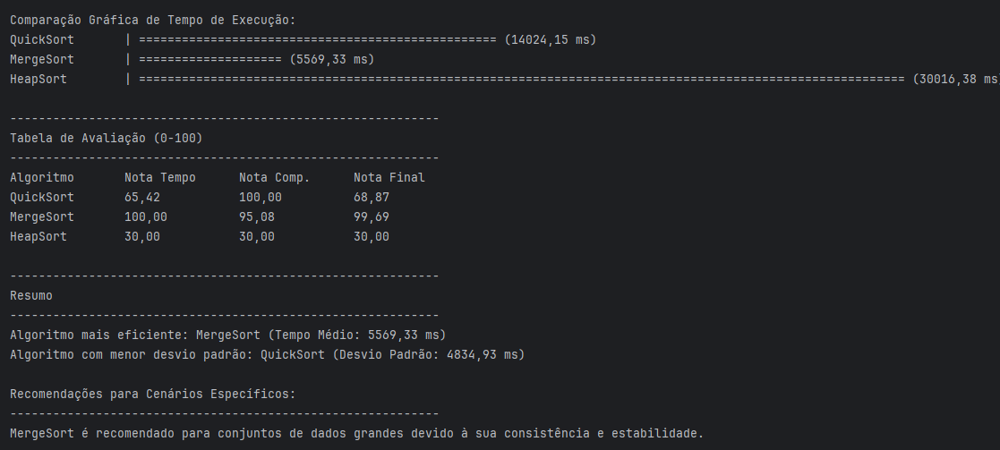 Comparação Gráfica de Tempo de Execução:
QuickSort       | ================================================== (14024,15 ms)
MergeSort       | ==================== (5569,33 ms)
HeapSort        | =========================================================================================================== (30016,38 ms
------------------------------------------------------------
Tabela de Avaliação (0-100)
------------------------------------------------------------
Algoritmo       Nota Tempo      Nota Comp.      Nota Final
QuickSort       65,42           100,00          68,87
MergeSort       100,00          95,08           99,69
HeapSort        30,00           30,00           30,00
------------------------------------------------------------
Resumo
------------------------------------------------------------
Algoritmo mais eficiente: MergeSort (Tempo Médio: 5569,33 ms)
Algoritmo com menor desvio padrão: QuickSort (Desvio Padrão: 4834,93 ms)
Recomendações para Cenários Específicos:
------------------------------------------------------------
MergeSort é recomendado para conjuntos de dados grandes devido à sua consistência e estabilidade.